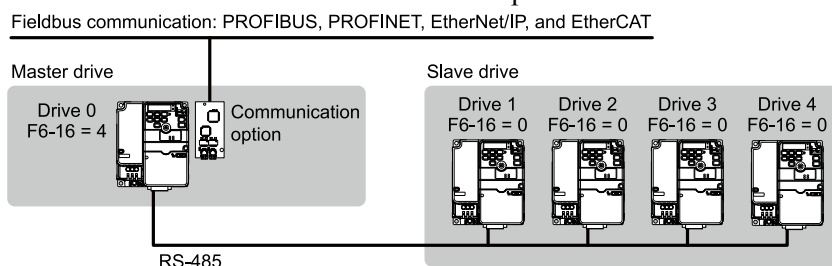 Fieldbus communication: PROFIBUS, PROFINET, EtherNet/IP, and EtherCAT
Master drive
Drive 0
F6-16 = 4
Communication
option
Slave drive
Drive 1
F6-16 = 0
Drive 2
F6-16 = 0
Drive 3
F6-16 = 0
Drive 4
F6-16 = 0
RS-485